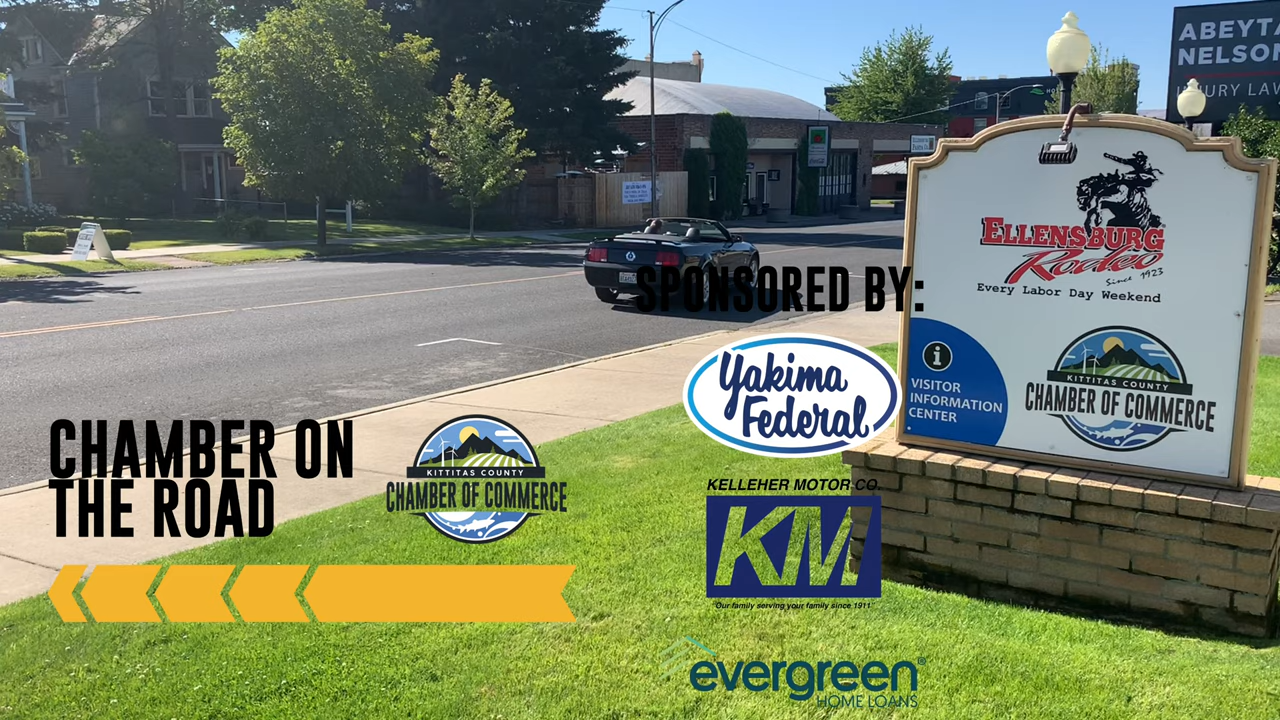 ABEYTA
NELSON
INJURY LAW
ELLENSBURG
Rodeo
Since 1923
Every Labor Day Weekend
SPONSORED BY:
i
VISITOR
INFORMATION
CENTER
KITTITAS COUNTY
CHAMBER OF COMMERCE
Yakima
Federal
CHAMBER ON
THE ROAD
KITTITAS COUNTY
CHAMBER OF COMMERCE
KELLEHER MOTOR CO.
KM
Our family serving your family since 1911
evergreen®
HOME LOANS